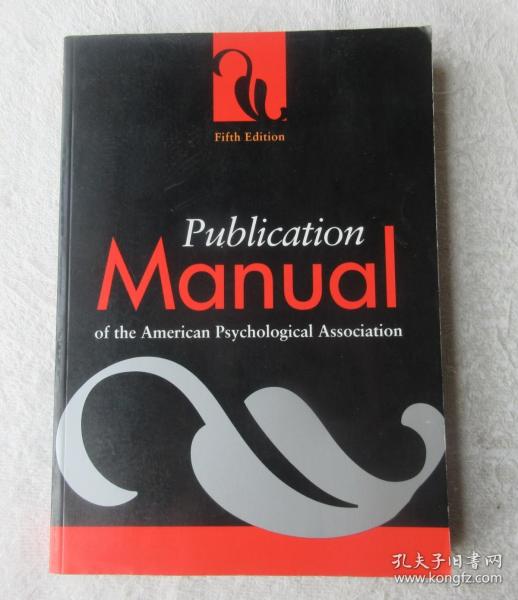 Fifth Edition
Publication
Manual
of the American Psychological Association
孔夫子旧书网
www.kongfz.com